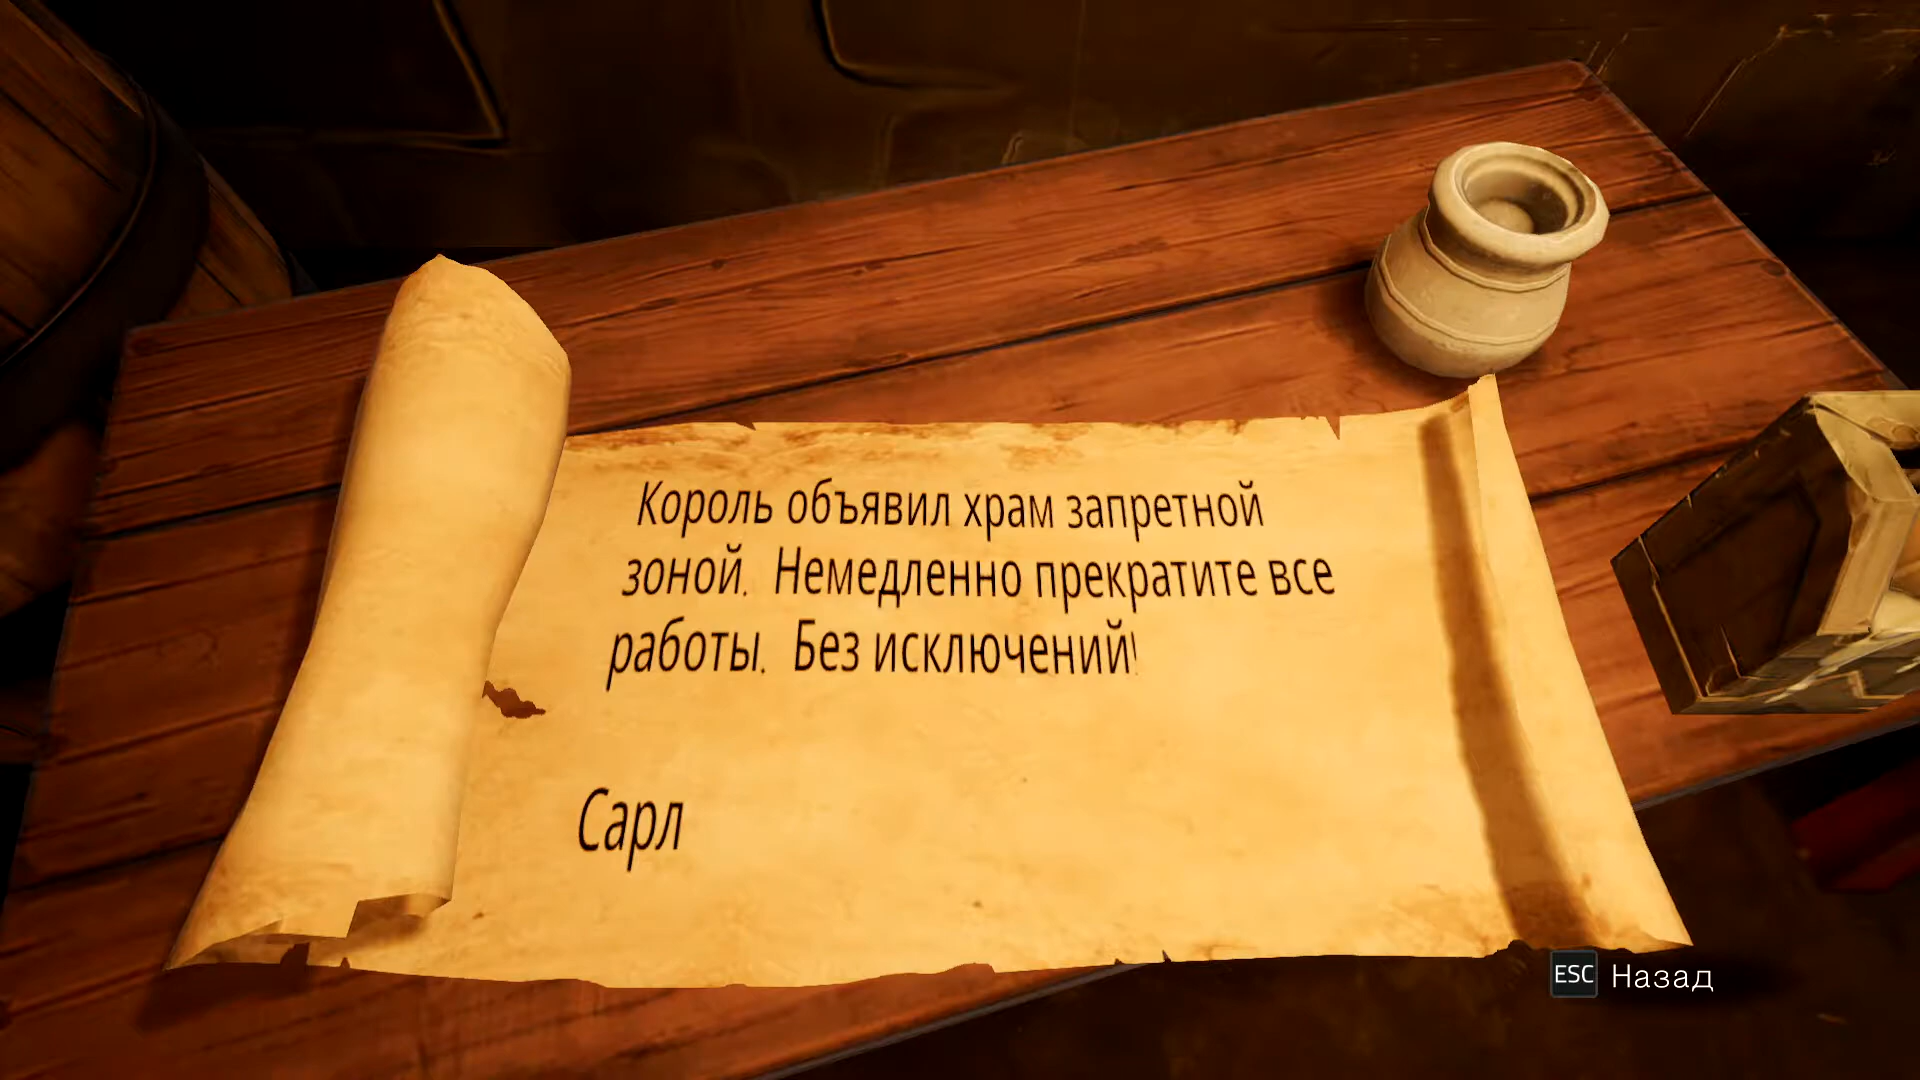 Король объявил храм запретной
зоной. Немедленно прекратите все
работы. Без исключений!
Сарл
ESC Назад